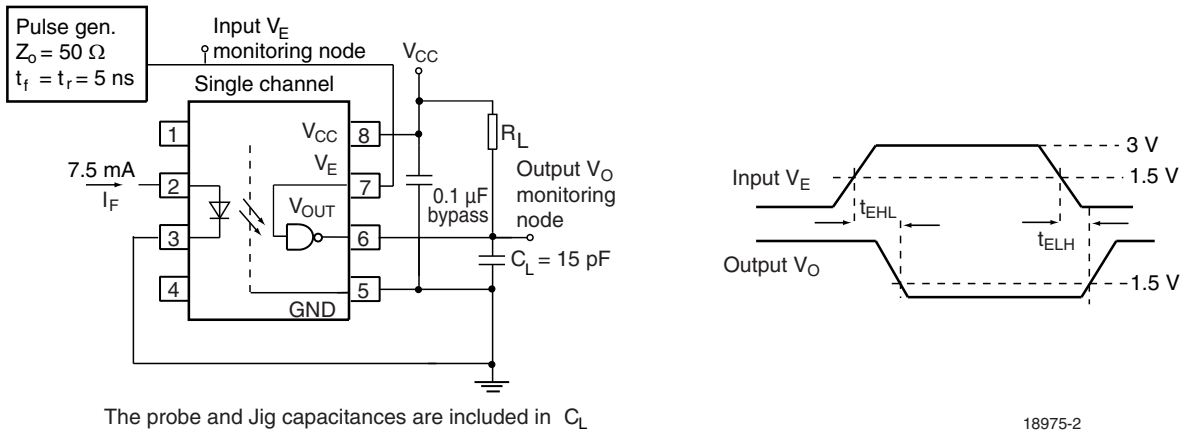 Pulse gen.
Zo = 50 Ω
tf = tr = 5 ns
Input VE
monitoring node
VCC
Single channel
1
VCC
8
RL
7.5 mA
IF
2
VE
7
0.1 µF
bypass
Output VO
monitoring
node
VOUT
3
6
CL = 15 pF
4
5
GND
The probe and Jig capacitances are included in CL
3 V
Input VE
1.5 V
tEHL
tELH
Output VO
1.5 V
18975-2